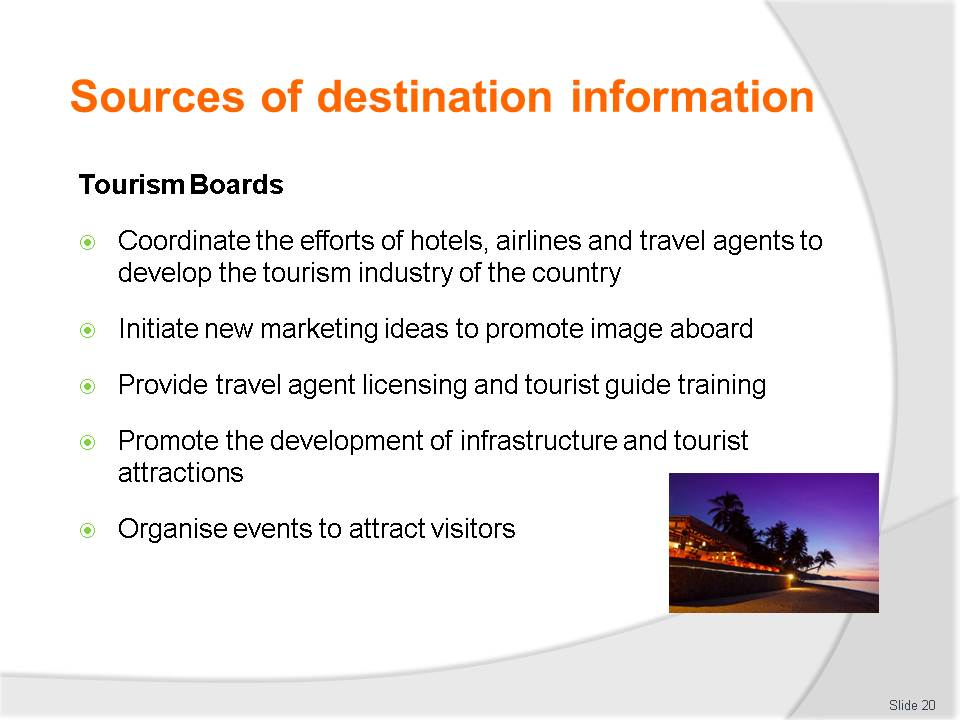 Sources of destination information
Tourism Boards
Coordinate the efforts of hotels, airlines and travel agents to
develop the tourism industry of the country
Initiate new marketing ideas to promote image aboard
Provide travel agent licensing and tourist guide training
Promote the development of infrastructure and tourist
attractions
Organise events to attract visitors
Slide 20